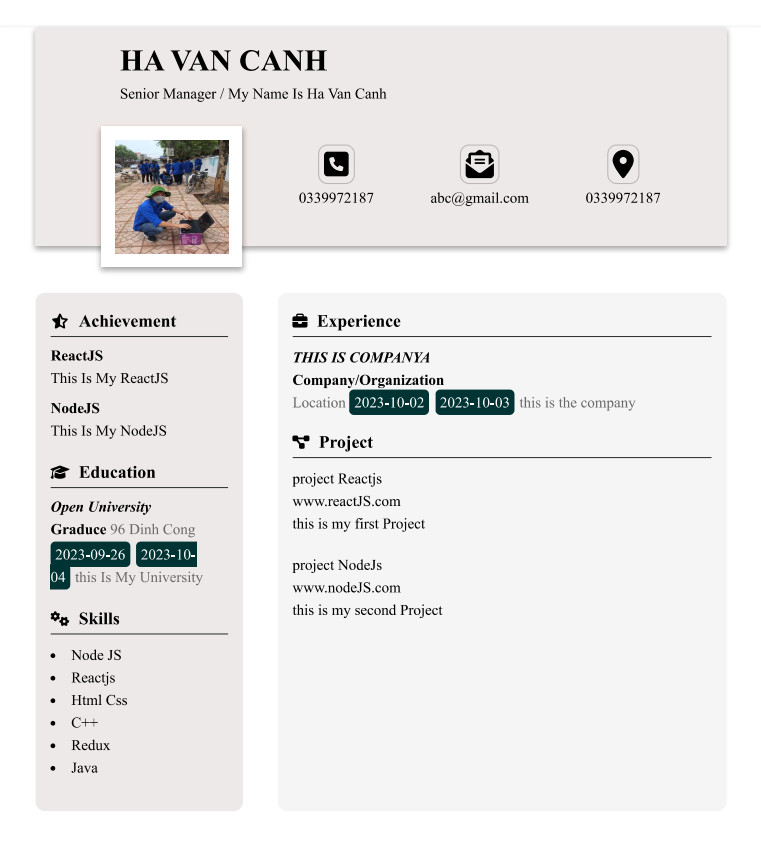 HA VAN CANH
Senior Manager / My Name Is Ha Van Canh
0339972187
abc@gmail.com
0339972187
Achievement
ReactJS
This Is My ReactJS
NodeJS
This Is My NodeJS
Education
Open University
Graduce 96 Dinh Cong
2023-09-26 2023-10-
04 this Is My University
Skills
Node JS
Reactjs
Html Css
C++
Redux
Java
Experience
THIS IS COMPANYA
Company/Organization
Location 2023-10-02 2023-10-03 this is the company
Project
project Reactjs
www.reactJS.com
this is my first Project
project NodeJs
www.nodeJS.com
this is my second Project